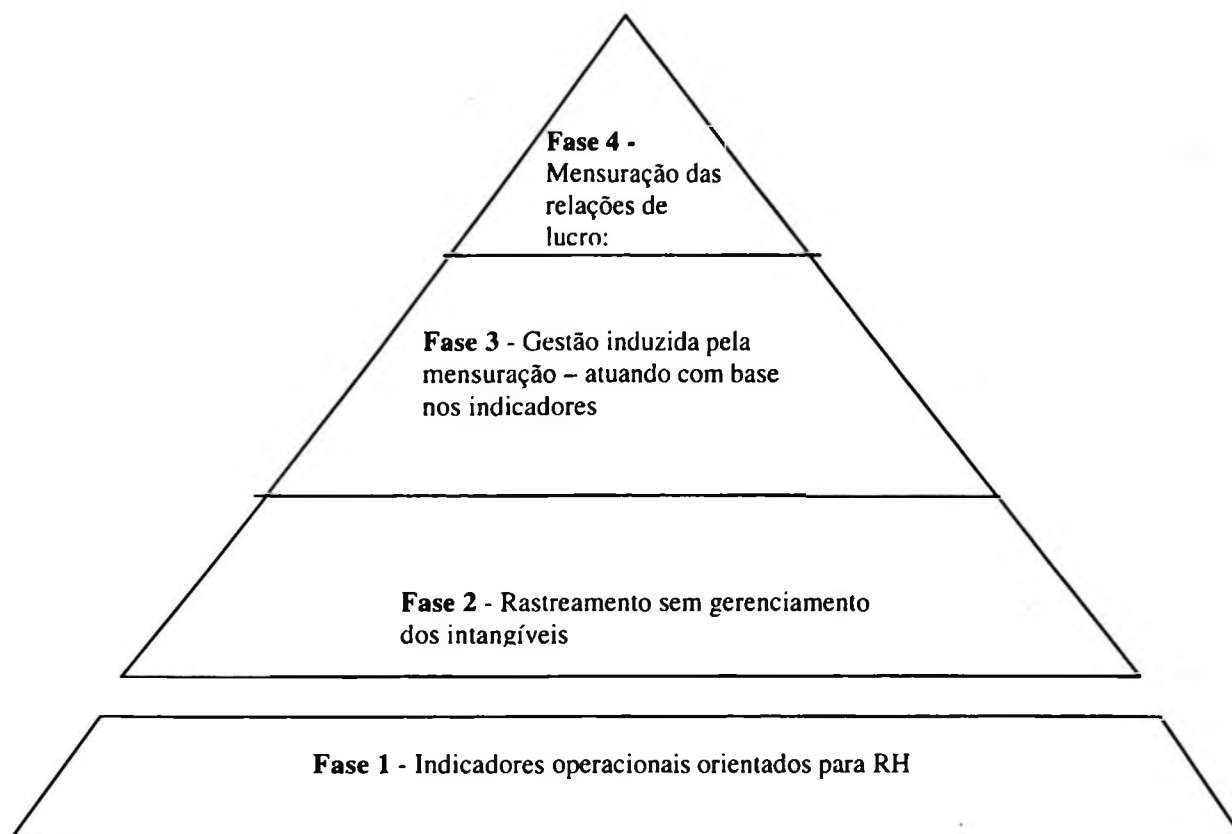 Fase 4 -
Mensuração das
relações de
lucro:
Fase 3 - Gestão induzida pela
mensuração – atuando com base
nos indicadores
Fase 2 - Rastreamento sem gerenciamento
dos intangíveis
Fase 1 - Indicadores operacionais orientados para RH